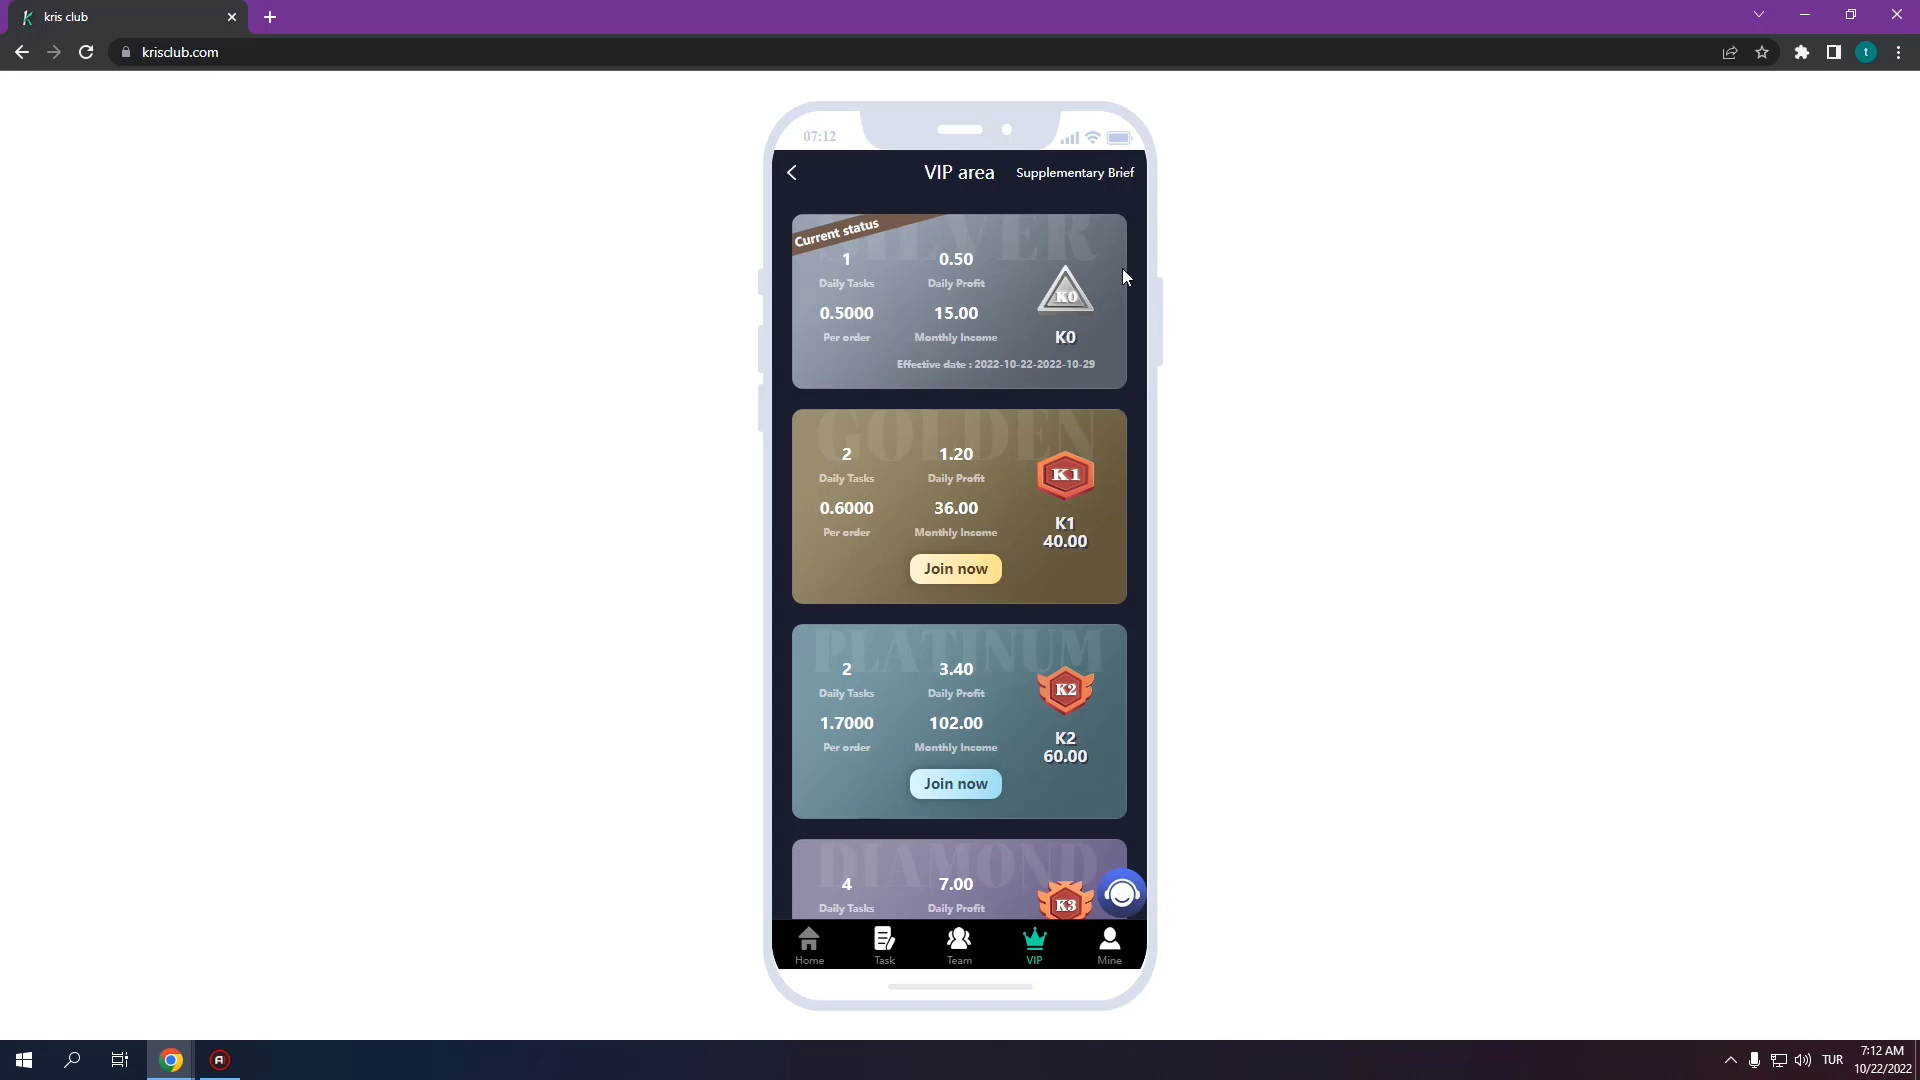 kris club
krisclub.com
t
07:12
VIP area
Supplementary Brief
SILVER
Current status
1
0.50
Daily Tasks
Daily Profit
K0
0.5000
15.00
Per order
Monthly Income
K0
Effective date : 2022-10-22-2022-10-29
GOLDEN
2
1.20
Daily Tasks
Daily Profit
K1
0.6000
36.00
Per order
Monthly Income
K1
40.00
Join now
PLATINUM
2
3.40
Daily Tasks
Daily Profit
K2
1.7000
102.00
Per order
Monthly Income
K2
60.00
Join now
DIAMOND
4
7.00
Daily Tasks
Daily Profit
K3
Home
Task
Team
VIP
Mine
TUR
7:12 AM
10/22/2022